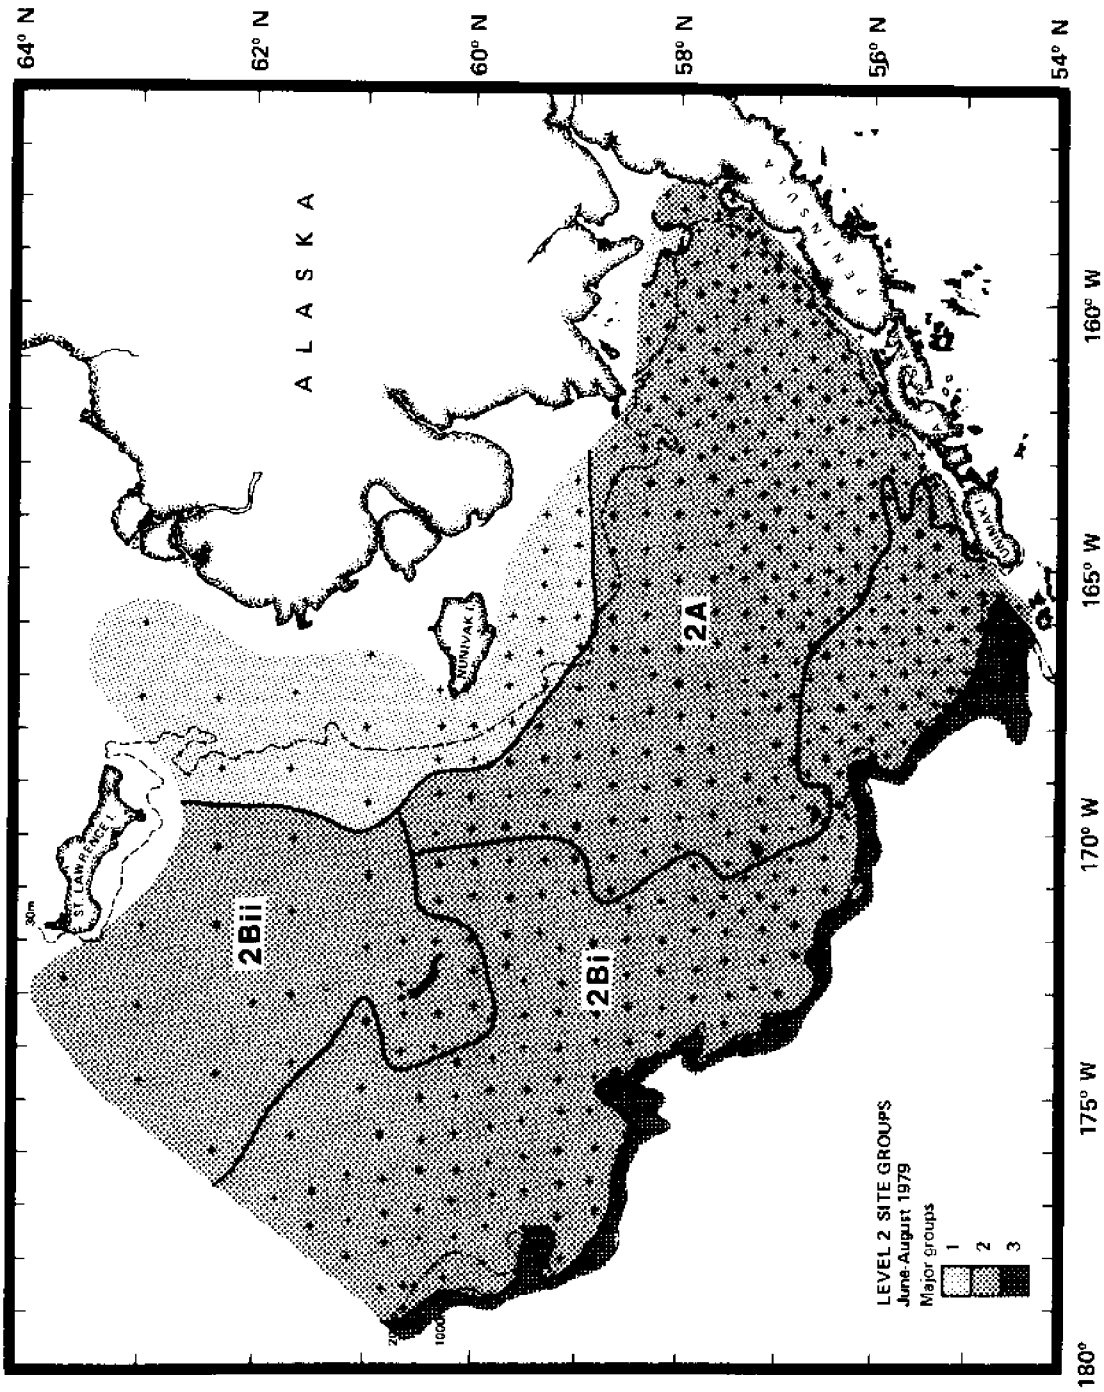 64° N
62° N
60° N
58° N
56° N
54° N
ALASKA
PENINSULA
UNIMAK I.
NUNIVAK I.
ST. LAWRENCE I.
30m
2A
2Bi
2Bii
1000
160° W
165° W
170° W
175° W
180°
LEVEL 2 SITE GROUPS
June-August 1979
Major groups
1
2
3